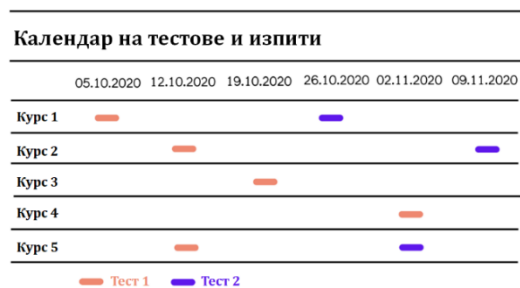 Календар на тестове и изпити
05.10.2020 12.10.2020 19.10.2020 26.10.2020 02.11.2020 09.11.2020
Курс 1
Курс 2
Курс 3
Курс 4
Курс 5
Тест 1 Тест 2